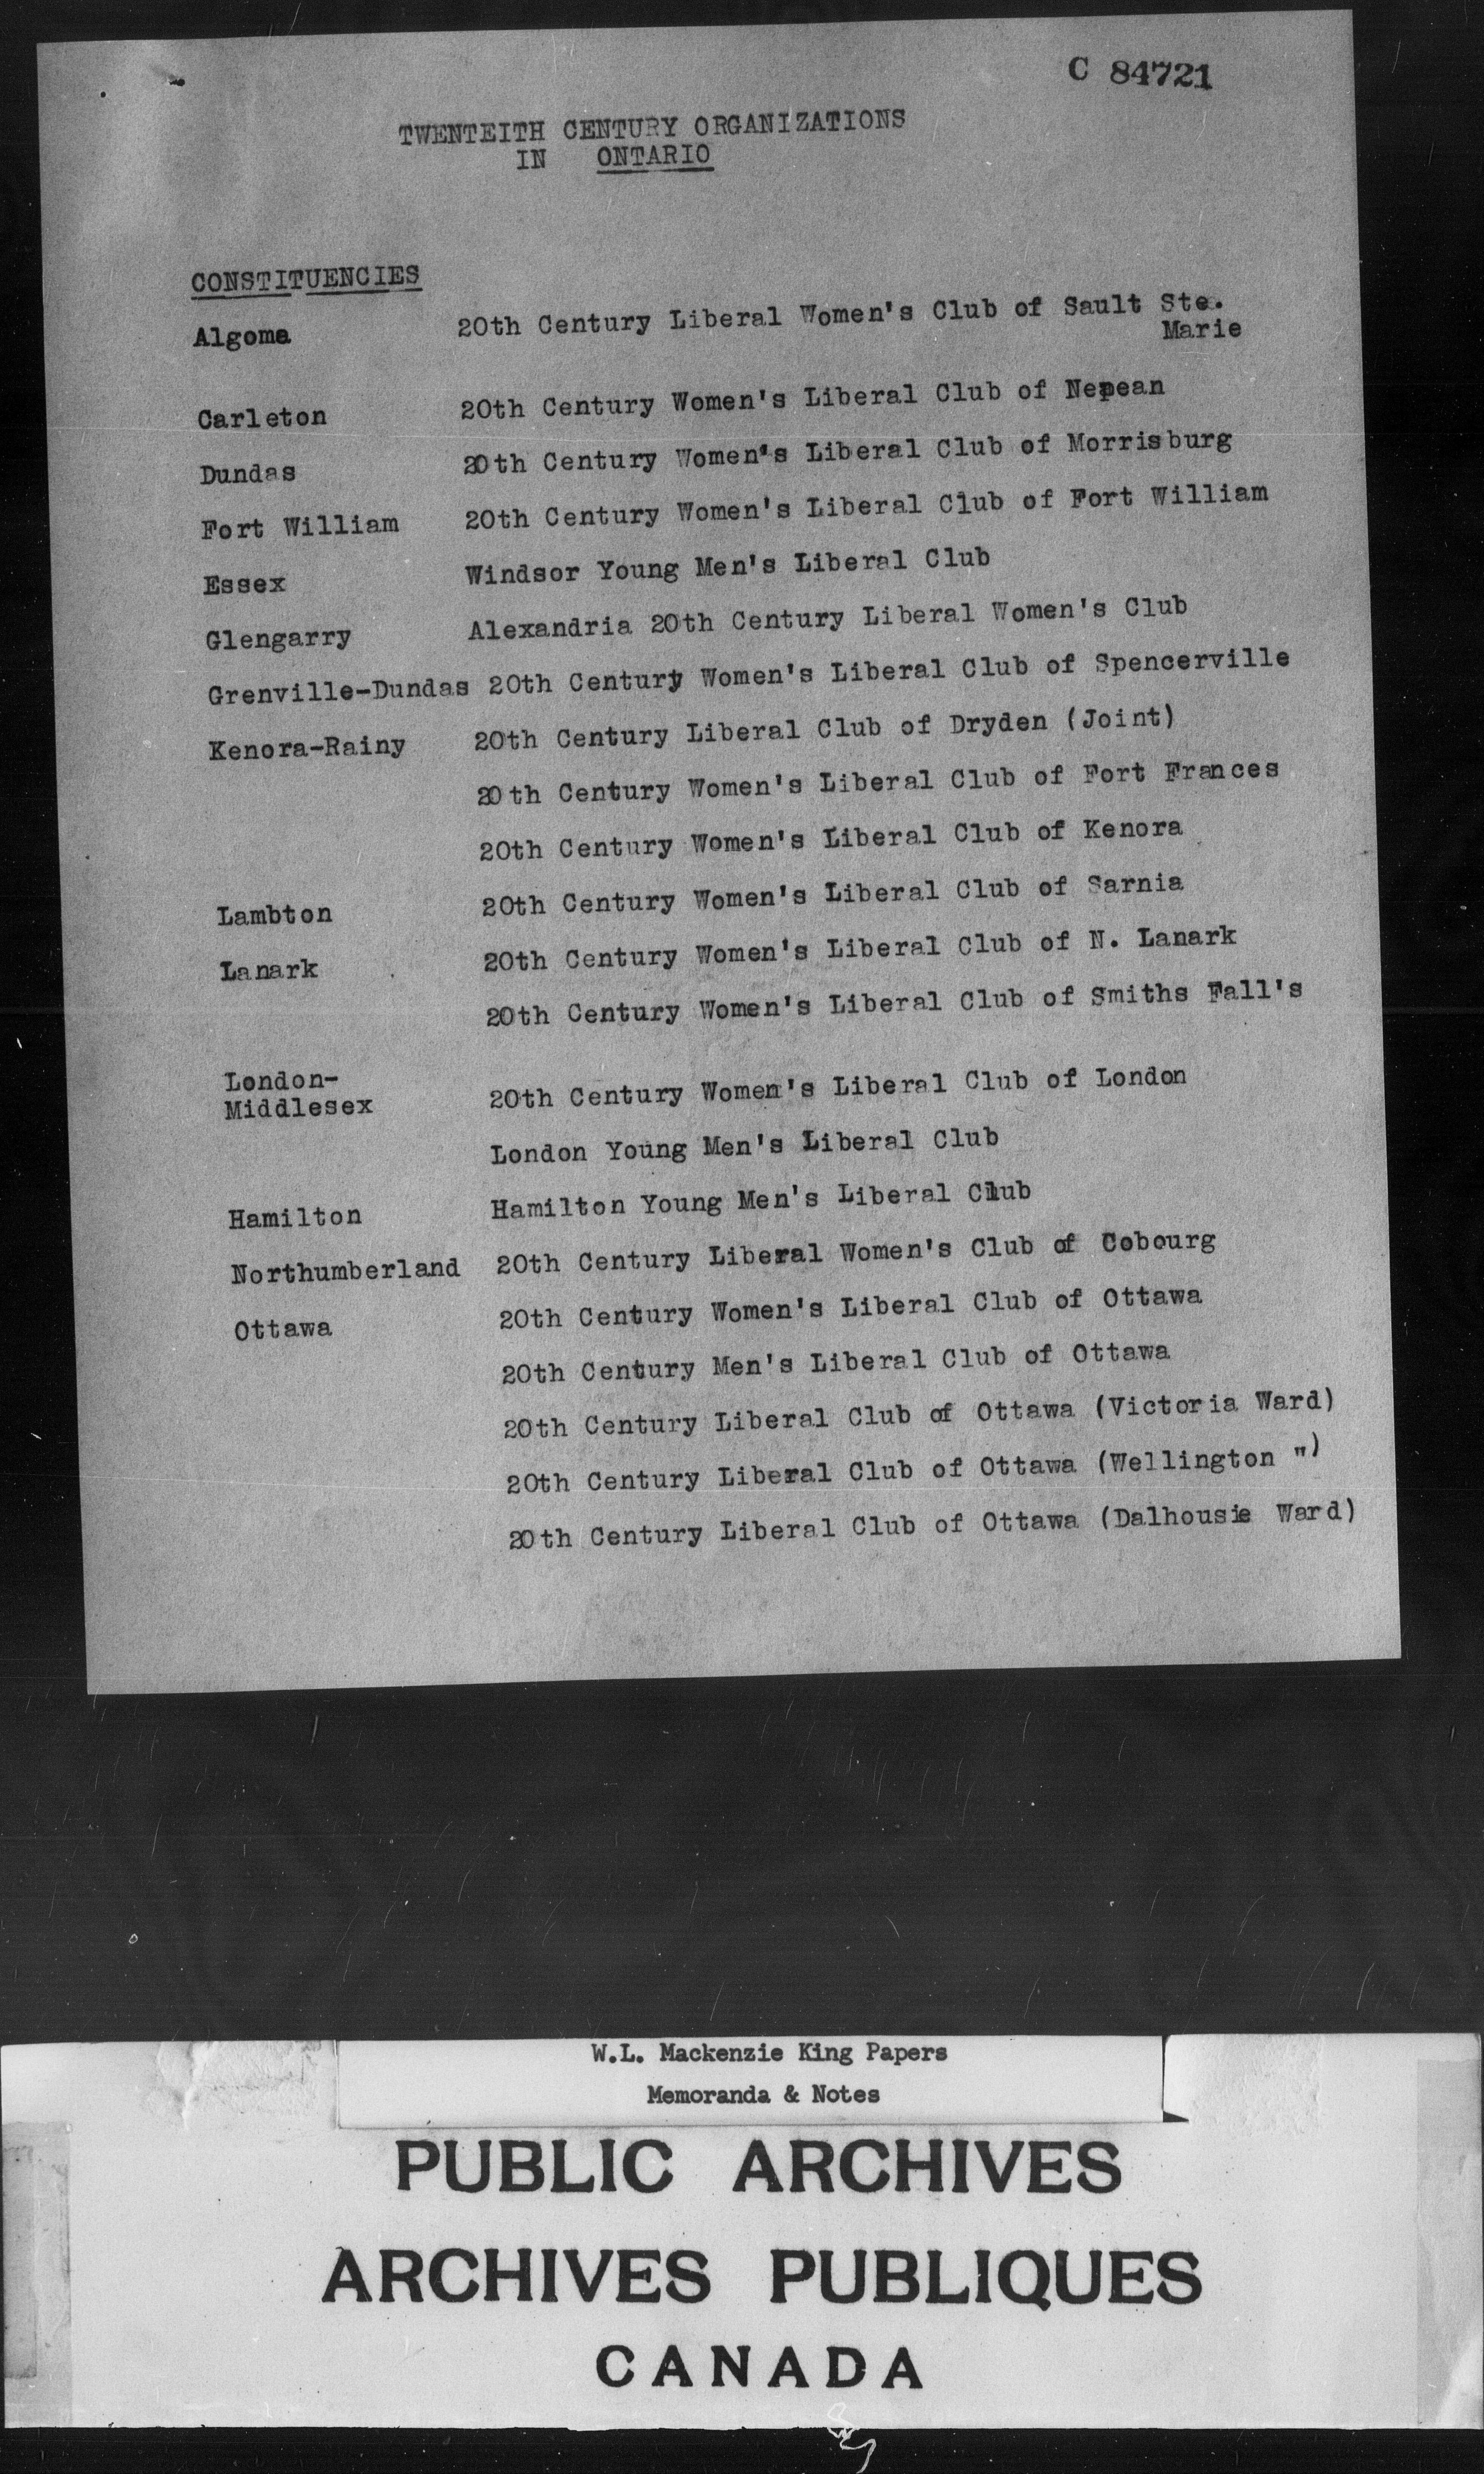 C 84721
TWENTEITH CENTURY ORGANIZATIONS
IN ONTARIO
CONSTITUENCIES
Algoma 20th Century Liberal Women's Club of Sault Ste.
Marie
Carleton 20th Century Women's Liberal Club of Nepean
Dundas 20th Century Women's Liberal Club of Morrisburg
Fort William 20th Century Women's Liberal Club of Fort William
Essex Windsor Young Men's Liberal Club
Glengarry Alexandria 20th Century Liberal Women's Club
Grenville-Dundas 20th Century Women's Liberal Club of Spencerville
Kenora-Rainy 20th Century Liberal Club of Dryden (Joint)
20th Century Women's Liberal Club of Fort Frances
20th Century Women's Liberal Club of Kenora
Lambton 20th Century Women's Liberal Club of Sarnia
Lanark 20th Century Women's Liberal Club of N. Lanark
20th Century Women's Liberal Club of Smiths Fall's
London-
Middlesex 20th Century Women's Liberal Club of London
London Young Men's Liberal Club
Hamilton Hamilton Young Men's Liberal Club
Northumberland 20th Century Liberal Women's Club of Cobourg
Ottawa 20th Century Women's Liberal Club of Ottawa
20th Century Men's Liberal Club of Ottawa
20th Century Liberal Club of Ottawa (Victoria Ward)
20th Century Liberal Club of Ottawa (Wellington ")
20th Century Liberal Club of Ottawa (Dalhousie Ward)
W.L. Mackenzie King Papers
Memoranda & Notes
PUBLIC ARCHIVES
ARCHIVES PUBLIQUES
CANADA